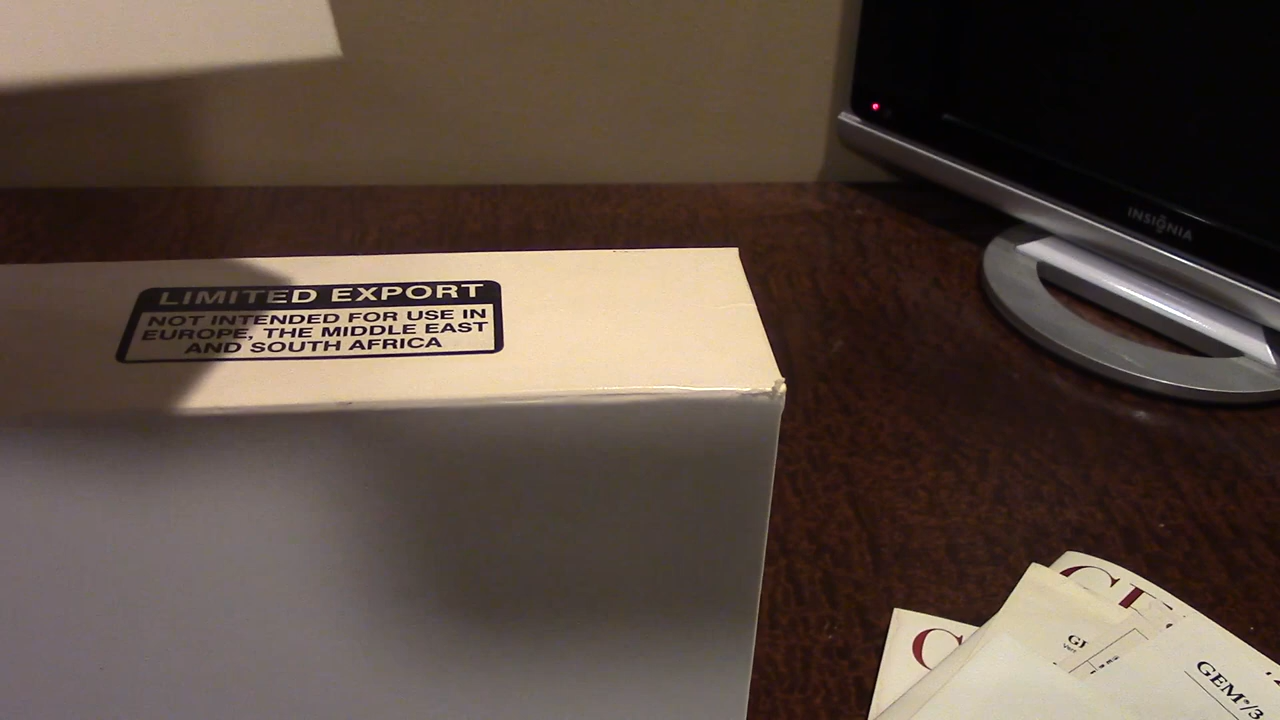 LIMITED EXPORT
NOT INTENDED FOR USE IN
EUROPE, THE MIDDLE EAST
AND SOUTH AFRICA
INSIGNIA
GEM®/3